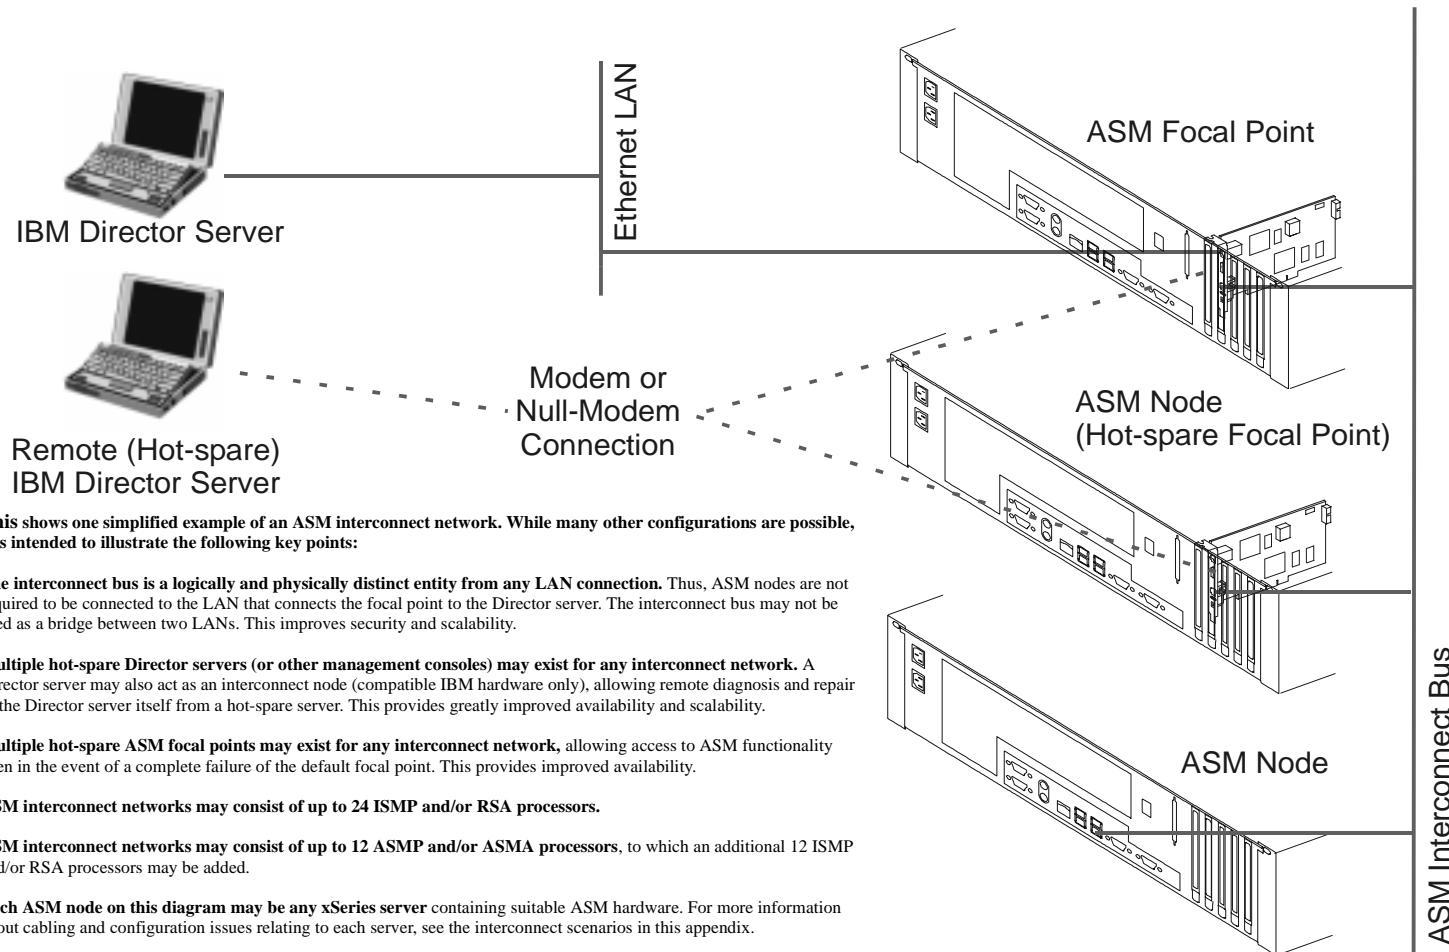 Ethernet LAN
ASM Focal Point
IBM Director Server
Modem or
Null-Modem
Connection
ASM Node
(Hot-spare Focal Point)
Remote (Hot-spare)
IBM Director Server
shows one simplified example of an ASM interconnect network. While many other configurations are possible,
intended to illustrate the following key points:
interconnect bus is a logically and physically distinct entity from any LAN connection. Thus, ASM nodes are not
to be connected to the LAN that connects the focal point to the Director server. The interconnect bus may not be
as a bridge between two LANs. This improves security and scalability.
hot-spare Director servers (or other management consoles) may exist for any interconnect network. A
server may also act as an interconnect node (compatible IBM hardware only), allowing remote diagnosis and repair
the Director server itself from a hot-spare server. This provides greatly improved availability and scalability.
hot-spare ASM focal points may exist for any interconnect network, allowing access to ASM functionality
in the event of a complete failure of the default focal point. This provides improved availability.
interconnect networks may consist of up to 24 ISMP and/or RSA processors.
interconnect networks may consist of up to 12 ASMP and/or ASMA processors, to which an additional 12 ISMP
RSA processors may be added.
ASM node on this diagram may be any xSeries server containing suitable ASM hardware. For more information
cabling and configuration issues relating to each server, see the interconnect scenarios in this appendix.
ASM Node
ASM Interconnect Bus